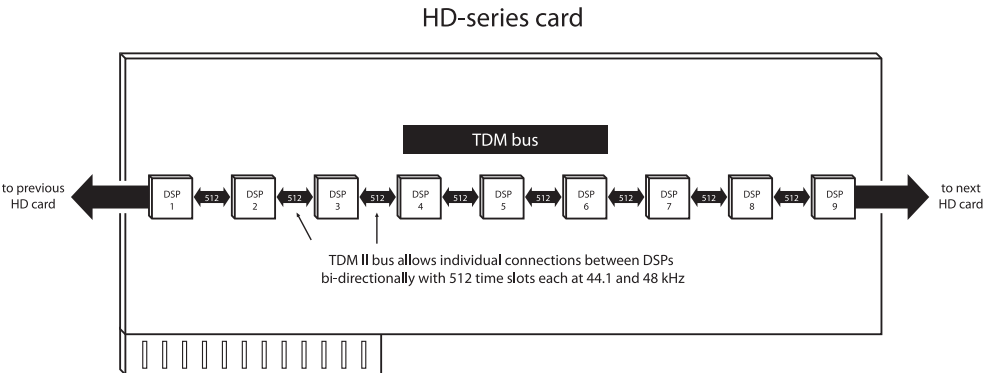 HD-series card
TDM bus
to previous
HD card
DSP
1
512
DSP
2
512
DSP
3
512
DSP
4
512
DSP
5
512
DSP
6
512
DSP
7
512
DSP
8
512
DSP
9
to next
HD card
TDM II bus allows individual connections between DSPs
bi-directionally with 512 time slots each at 44.1 and 48 kHz